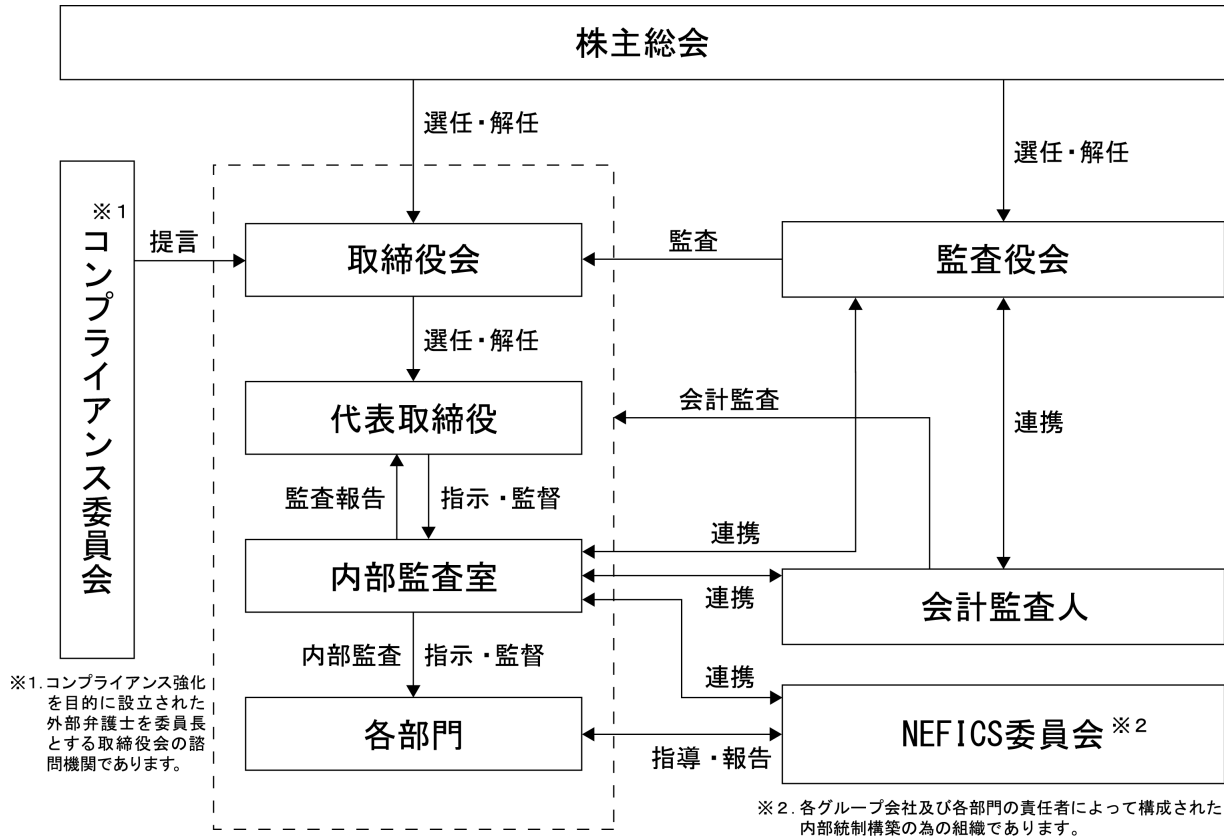 株主総会
選任・解任
選任・解任
※１
コンプライアンス委員会
提言
取締役会
監査
監査役会
選任・解任
代表取締役
会計監査
連携
監査報告
指示・監督
連携
内部監査室
連携
会計監査人
内部監査
指示・監督
連携
各部門
指導・報告
NEFICS委員会※２
※１.コンプライアンス強化
を目的に設立された
外部弁護士を委員長
とする取締役会の諮
問機関であります。
※２.各グループ会社及び各部門の責任者によって構成された
内部統制構築の為の組織であります。